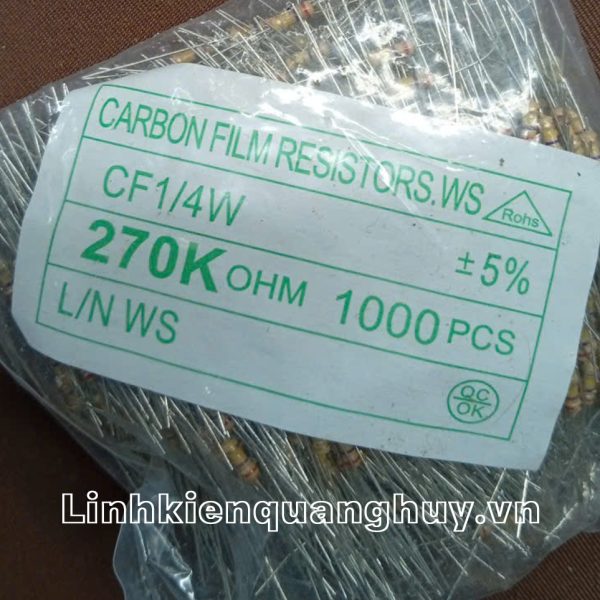 CARBON FILM RESISTORS.WS
Rohs
CF1/4W
±5%
270K OHM 1000 PCS
L/N WS
QC
OK
Linhkienquanghuy.vn